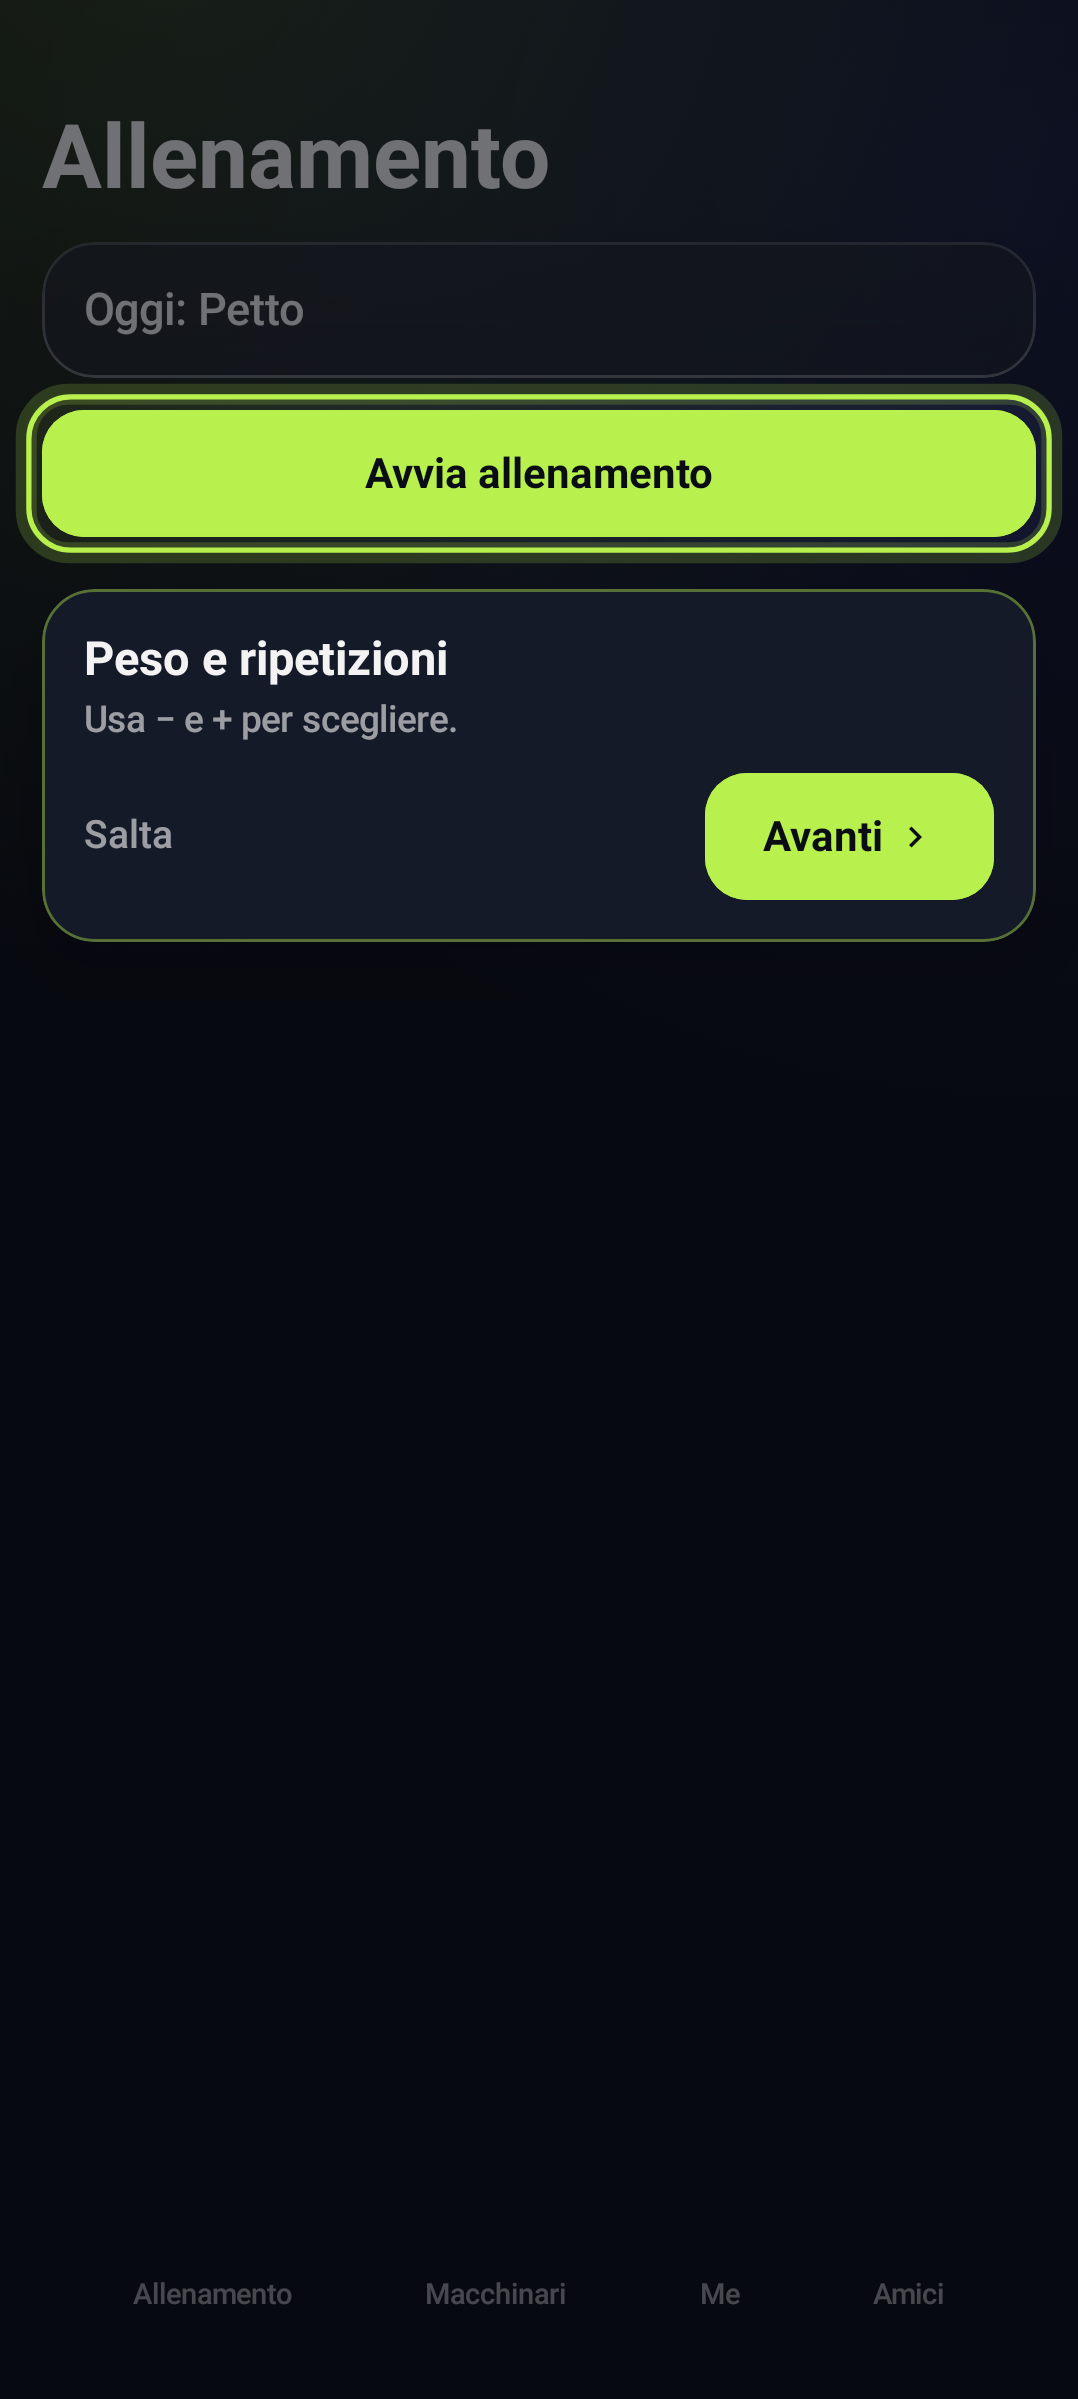 Allenamento
Oggi: Petto
Avvia allenamento
Peso e ripetizioni
Usa − e + per scegliere.
Salta
Avanti
Allenamento
Macchinari
Me
Amici